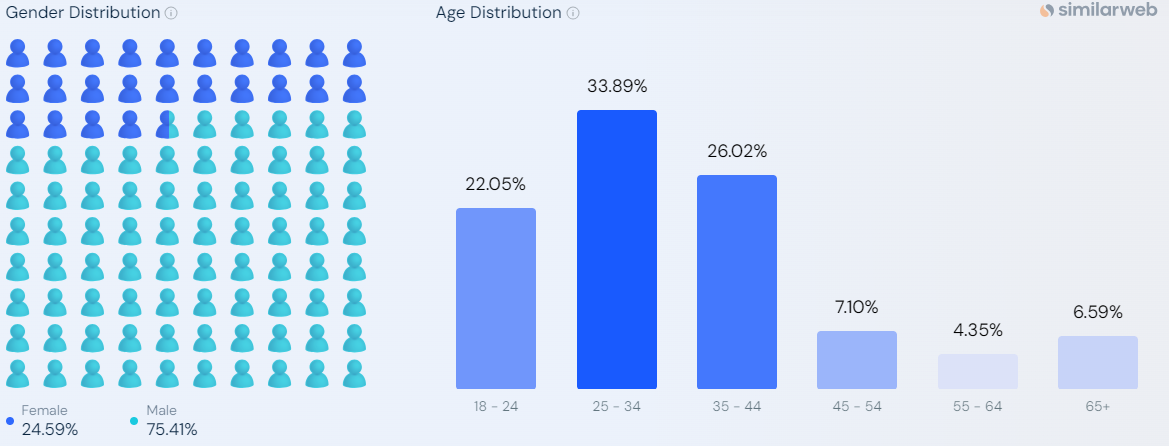 Gender Distribution
Age Distribution
similarweb
33.89%
26.02%
22.05%
7.10%
6.59%
4.35%
18 - 24
25 - 34
35 - 44
45 - 54
55 - 64
65+
Female
24.59%
Male
75.41%